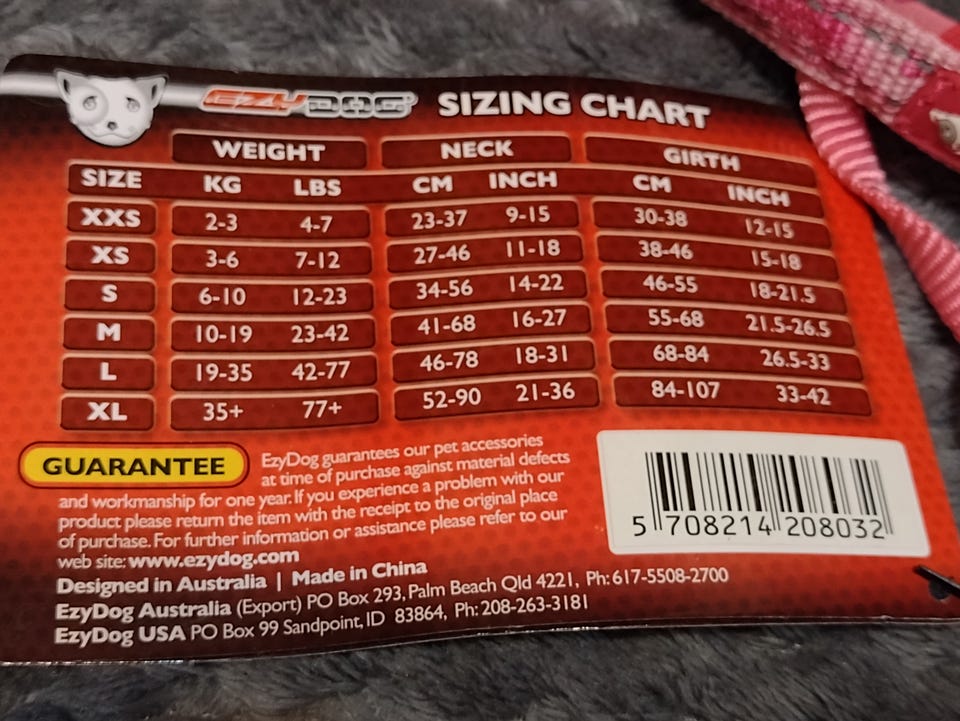 EZYDOG SIZING CHART
WEIGHT NECK GIRTH
SIZE KG LBS CM INCH CM INCH
XXS 2-3 4-7 23-37 9-15 30-38 12-15
XS 3-6 7-12 27-46 11-18 38-46 15-18
S 6-10 12-23 34-56 14-22 46-55 18-21.5
M 10-19 23-42 41-68 16-27 55-68 21.5-26.5
L 19-35 42-77 46-78 18-31 68-84 26.5-33
XL 35+ 77+ 52-90 21-36 84-107 33-42
GUARANTEE EzyDog guarantees our pet accessories
at time of purchase against material defects
and workmanship for one year. If you experience a problem with our
product please return the item with the receipt to the original place
of purchase. For further information or assistance please refer to our
web site: www.ezydog.com
Designed in Australia | Made in China
EzyDog Australia (Export) PO Box 293, Palm Beach Qld 4221, Ph: 617-5508-2700
EzyDog USA PO Box 99 Sandpoint, ID 83864, Ph: 208-263-3181
5 708214 208032